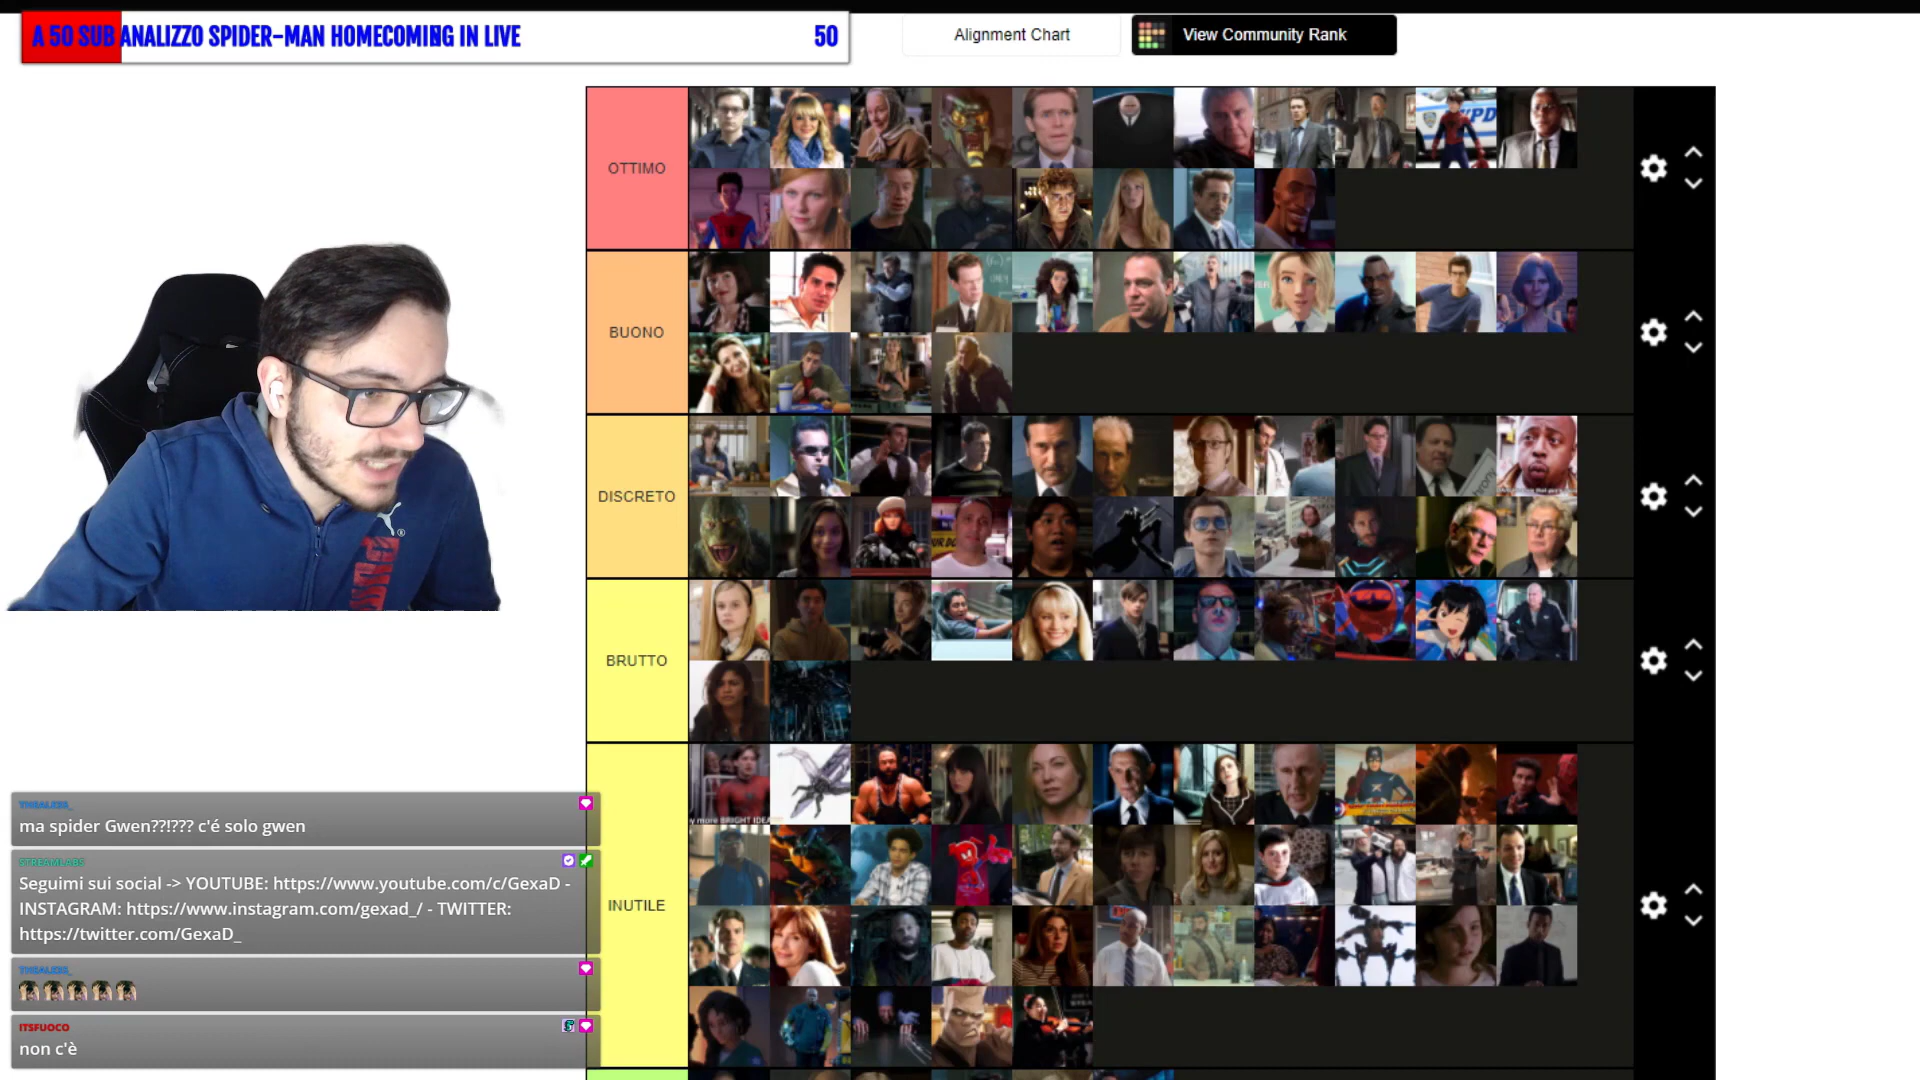 A 50 SUB ANALIZZO SPIDER-MAN HOMECOMING IN LIVE
50
Alignment Chart
View Community Rank
OTTIMO
BUONO
DISCRETO
BRUTTO
INUTILE
ma spider Gwen??!??? c'é solo gwen
STREAMLABS
Seguimi sui social -> YOUTUBE: https://www.youtube.com/c/GexaD -
INSTAGRAM: https://www.instagram.com/gexad_/ - TWITTER:
https://twitter.com/GexaD_
ITSFUOCO
non c'è